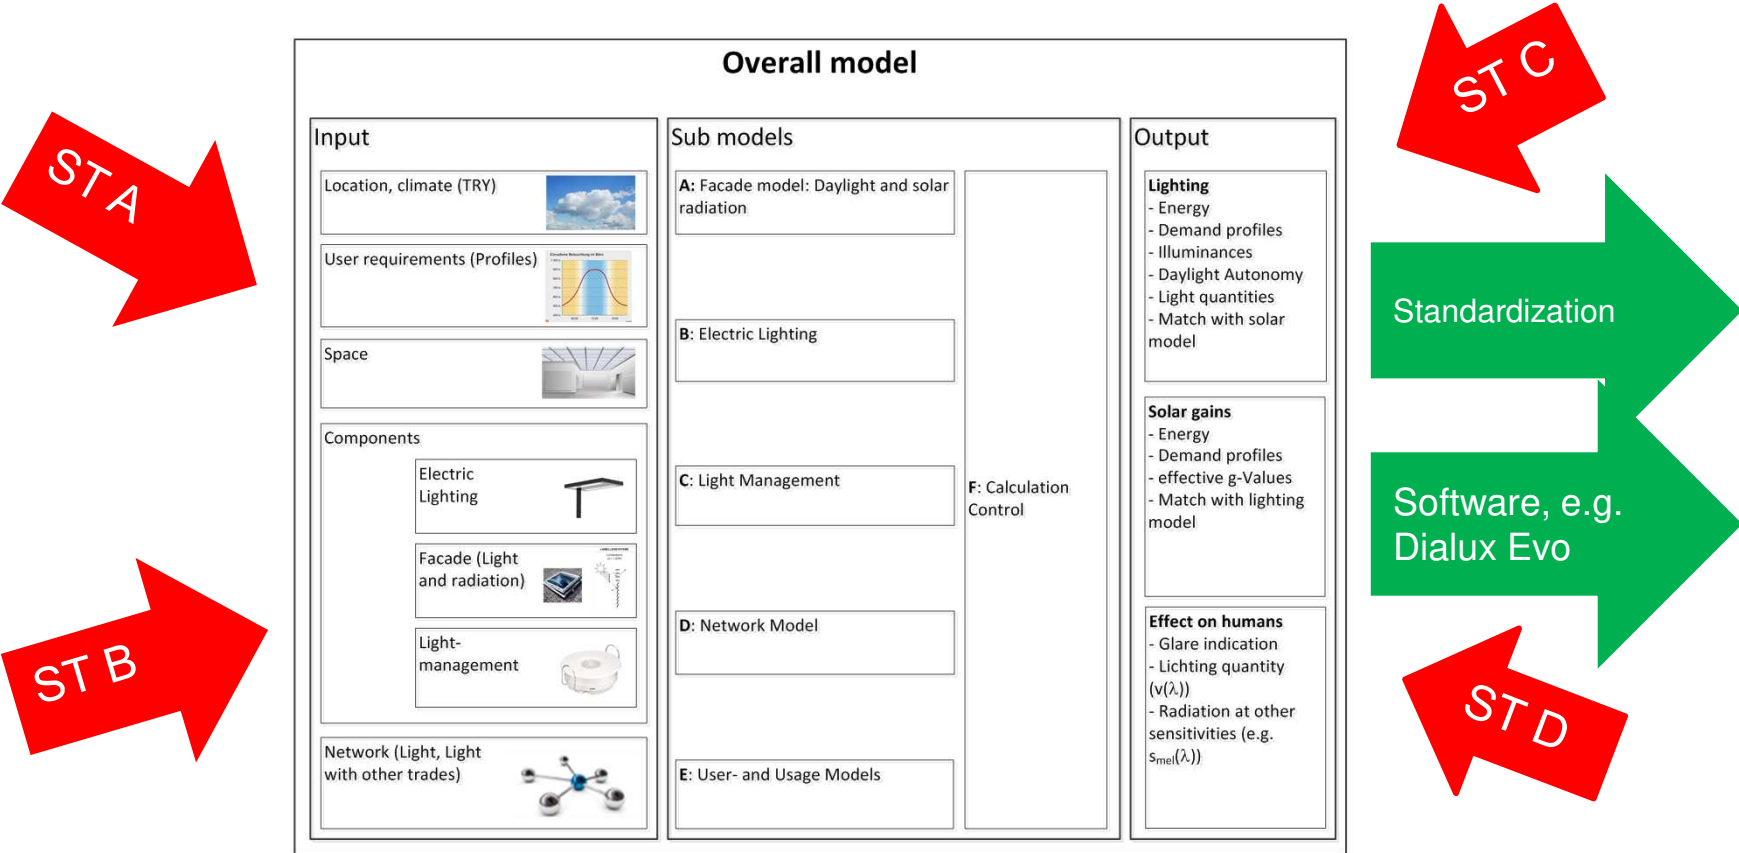 Overall model
ST A
ST B
ST C
ST D
Input
Location, climate (TRY)
User requirements (Profiles)
Space
Components
Electric
Lighting
Facade (Light
and radiation)
Light-
management
Network (Light, Light
with other trades)
Sub models
A: Facade model: Daylight and solar
radiation
B: Electric Lighting
C: Light Management
D: Network Model
E: User- and Usage Models
F: Calculation
Control
Output
Lighting
- Energy
- Demand profiles
- Illuminances
- Daylight Autonomy
- Light quantities
- Match with solar
model
Solar gains
- Energy
- Demand profiles
- effective g-Values
- Match with lighting
model
Effect on humans
- Glare indication
- Lichting quantity
(v(λ))
- Radiation at other
sensitivities (e.g.
smel(λ))
Standardization
Software, e.g.
Dialux Evo